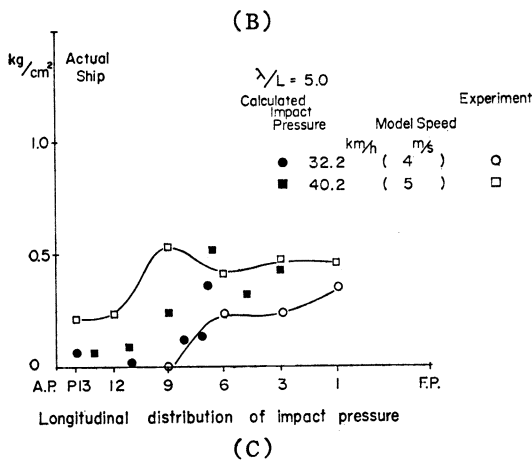 (B)
kg/cm² Actual Ship
λ/L = 5.0
Calculated Impact Pressure
Experiment
Model Speed
km/h m/s
32.2 ( 4 )
40.2 ( 5 )
1.0
0.5
0
A.P. P13 12 9 6 3 1 F.P.
Longitudinal distribution of impact pressure
(C)